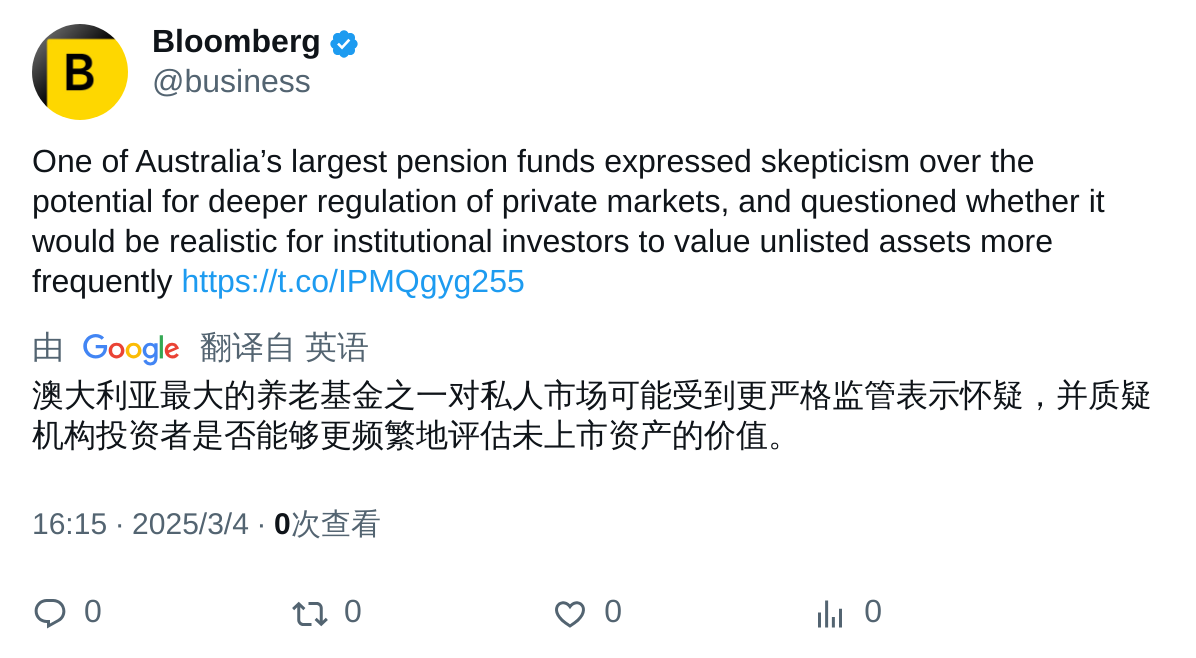 B
Bloomberg
@business
One of Australia’s largest pension funds expressed skepticism over the
potential for deeper regulation of private markets, and questioned whether it
would be realistic for institutional investors to value unlisted assets more
frequently https://t.co/IPMQgyg255
由 Google 翻译自 英语
澳大利亚最大的养老基金之一对私人市场可能受到更严格监管表示怀疑，并质疑
机构投资者是否能够更频繁地评估未上市资产的价值。
16:15 · 2025/3/4 · 0次查看
0 0 0 0